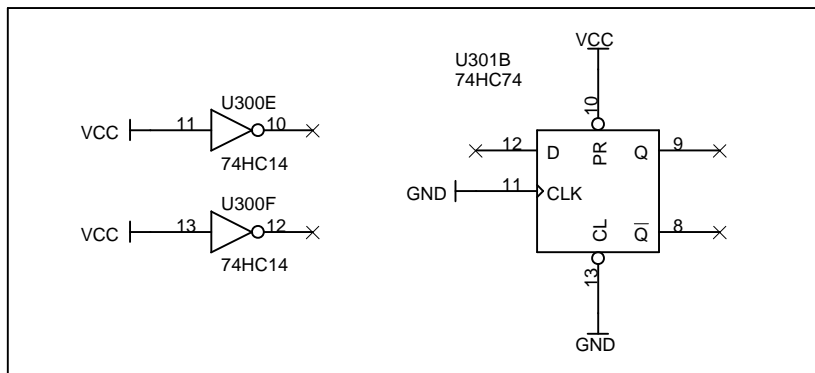 U300E
VCC 11 10
74HC14
U300F
VCC 13 12
74HC14
U301B
74HC74
VCC
10
12 D PR Q 9
GND 11 CLK
CL Q̅ 8
13
GND